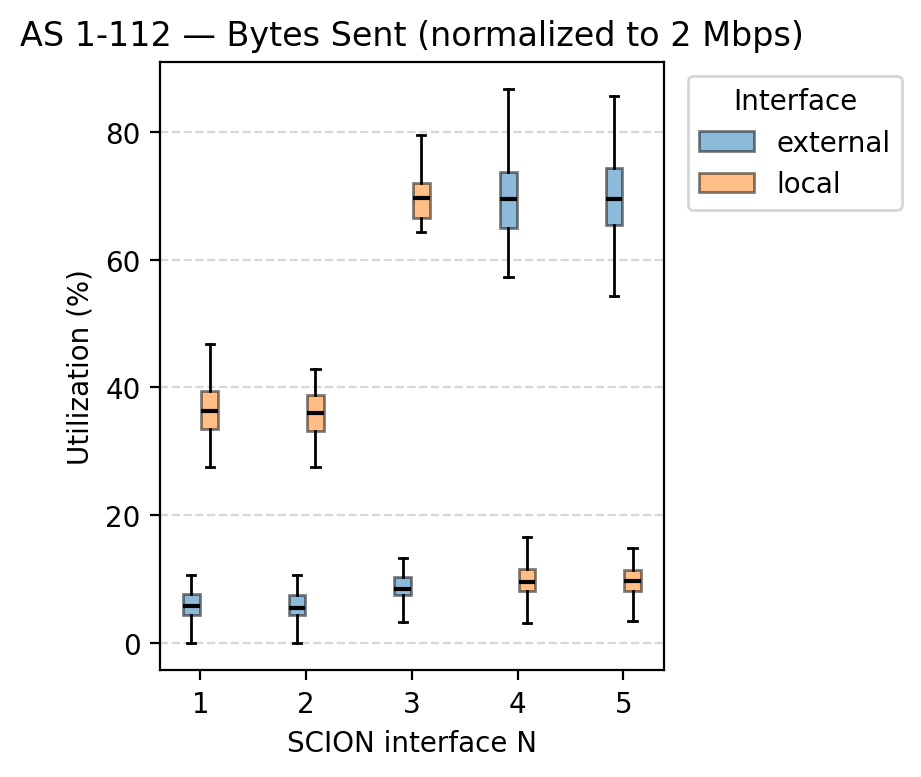 AS 1-112 — Bytes Sent (normalized to 2 Mbps)
Interface
external
local
Utilization (%)
80
60
40
20
0
1 2 3 4 5
SCION interface N